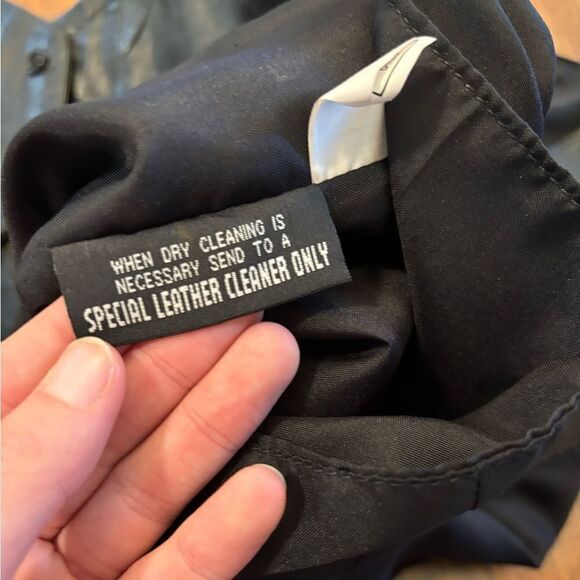 WHEN DRY CLEANING IS
NECESSARY SEND TO A
SPECIAL LEATHER CLEANER ONLY